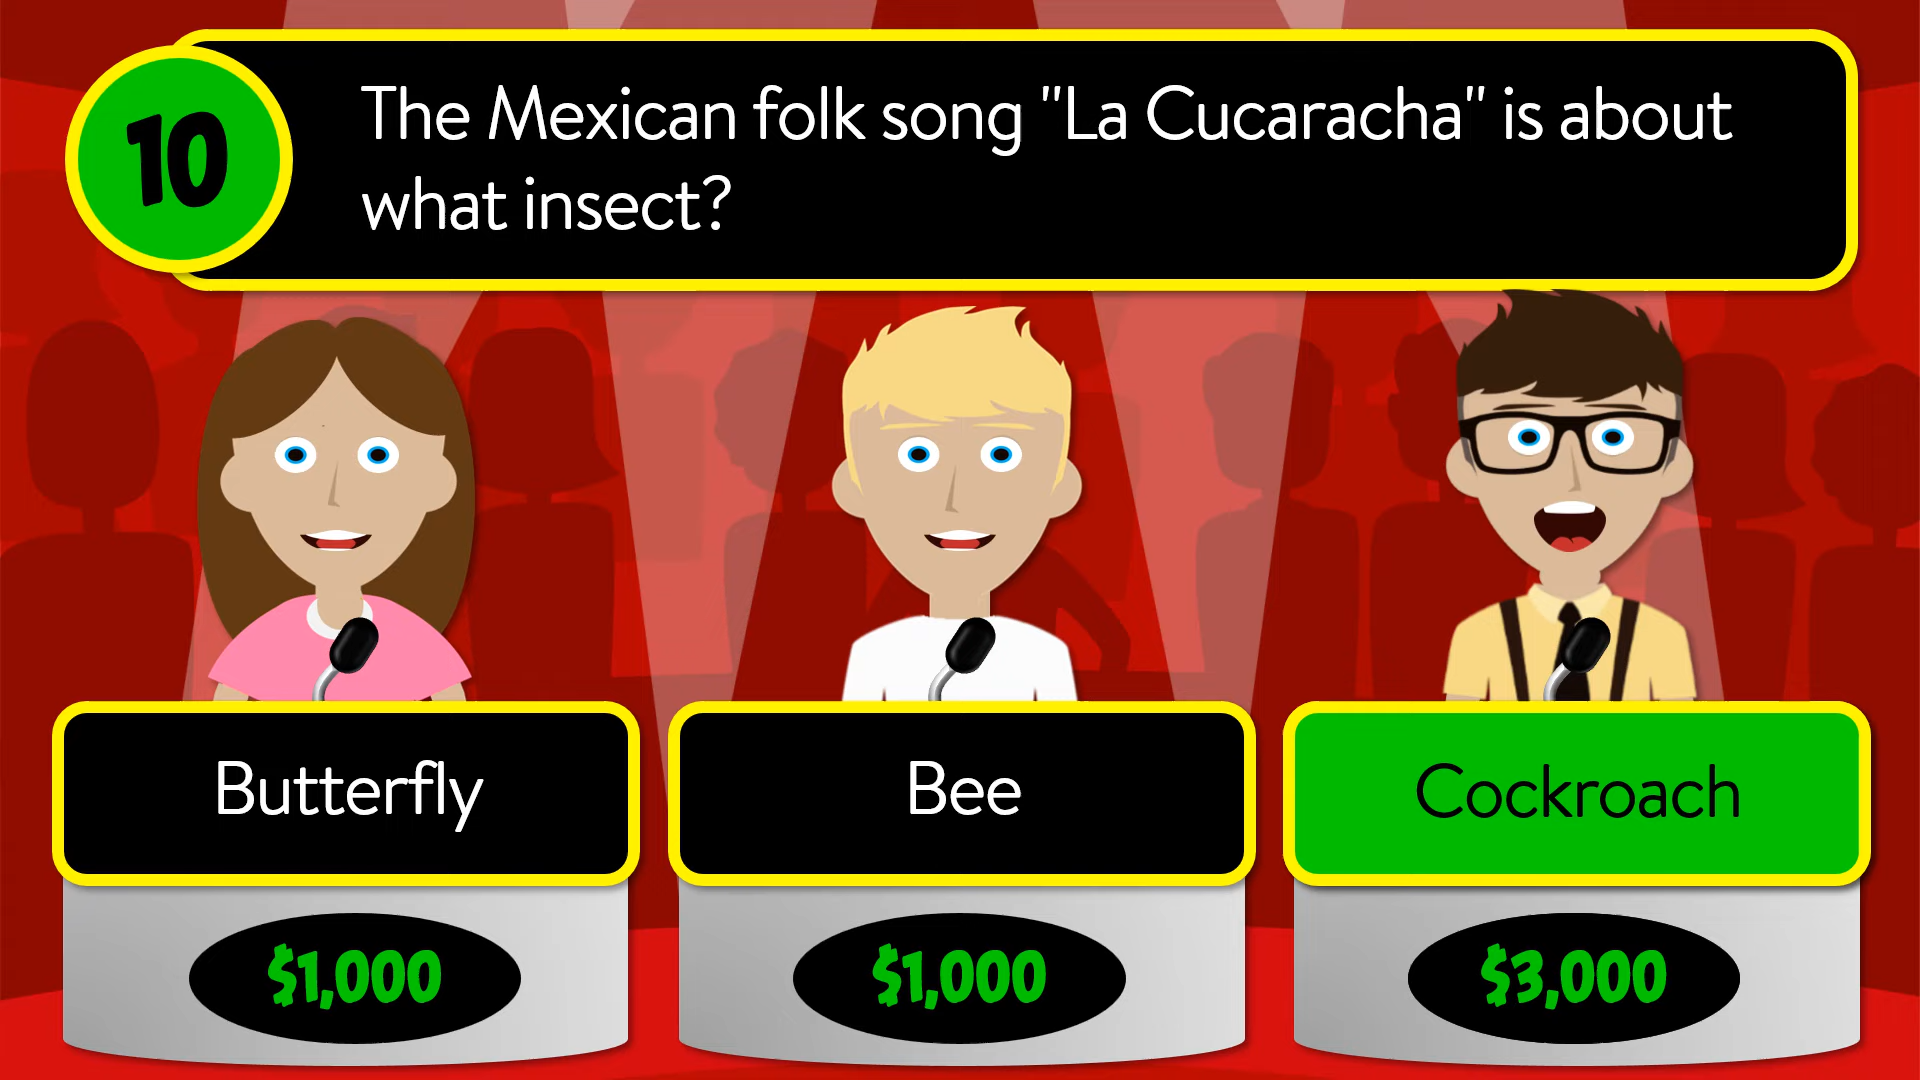 10
The Mexican folk song "La Cucaracha" is about
what insect?
Butterfly
Bee
Cockroach
$1,000
$1,000
$3,000